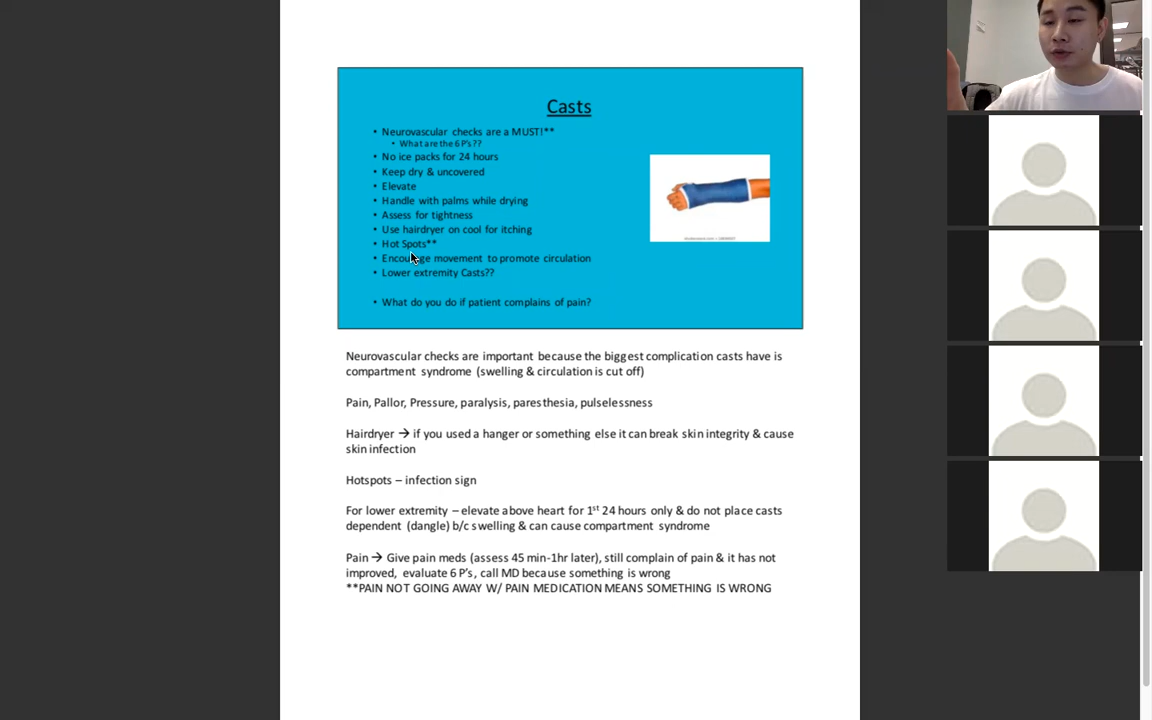 Casts
• Neurovascular checks are a MUST!**
• What are the 6 P's??
• No ice packs for 24 hours
• Keep dry & uncovered
• Elevate
• Handle with palms while drying
• Assess for tightness
• Use hairdryer on cool for itching
• Hot Spots**
• Encourage movement to promote circulation
• Lower extremity Casts??
• What do you do if patient complains of pain?
Neurovascular checks are important because the biggest complication casts have is
compartment syndrome (swelling & circulation is cut off)
Pain, Pallor, Pressure, paralysis, paresthesia, pulselessness
Hairdryer → if you used a hanger or something else it can break skin integrity & cause
skin infection
Hotspots – infection sign
For lower extremity – elevate above heart for 1st 24 hours only & do not place casts
dependent (dangle) b/c swelling & can cause compartment syndrome
Pain → Give pain meds (assess 45 min-1hr later), still complain of pain & it has not
improved, evaluate 6 P's, call MD because something is wrong
**PAIN NOT GOING AWAY W/ PAIN MEDICATION MEANS SOMETHING IS WRONG